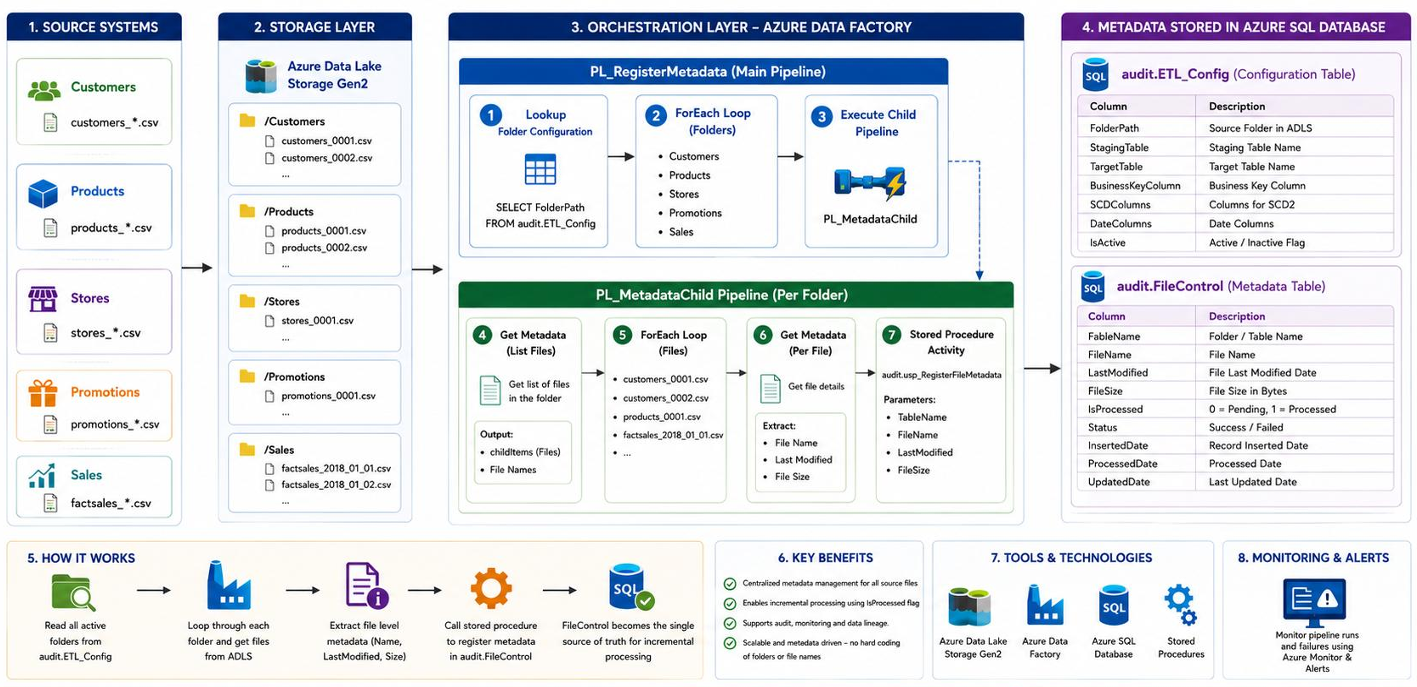 1. SOURCE SYSTEMS
Customers
customers_*.csv
Products
products_*.csv
Stores
stores_*.csv
Promotions
promotions_*.csv
Sales
factsales_*.csv
2. STORAGE LAYER
Azure Data Lake
Storage Gen2
/Customers
customers_0001.csv
customers_0002.csv
...
/Products
products_0001.csv
products_0002.csv
...
/Stores
stores_0001.csv
...
/Promotions
promotions_0001.csv
...
/Sales
factsales_2018_01_01.csv
factsales_2018_01_02.csv
...
3. ORCHESTRATION LAYER – AZURE DATA FACTORY
PL_RegisterMetadata (Main Pipeline)
1
Lookup
Folder Configuration
SELECT FolderPath
FROM audit.ETL_Config
2
ForEach Loop
(Folders)
• Customers
• Products
• Stores
• Promotions
• Sales
3
Execute Child
Pipeline
PL_MetadataChild
PL_MetadataChild Pipeline (Per Folder)
4
Get Metadata
(List Files)
Get list of files
in the folder
Output:
• childItems (Files)
• File Names
5
ForEach Loop
(Files)
• customers_0001.csv
• customers_0002.csv
• products_0001.csv
• factsales_2018_01_01.csv
• ...
6
Get Metadata
(Per File)
Get file details
Extract:
• File Name
• Last Modified
• File Size
7
Stored Procedure
Activity
audit.usp_RegisterFileMetadata
Parameters:
• TableName
• FileName
• LastModified
• FileSize
4. METADATA STORED IN AZURE SQL DATABASE
SQL
audit.ETL_Config (Configuration Table)
Column Description
FolderPath Source Folder in ADLS
StagingTable Staging Table Name
TargetTable Target Table Name
BusinessKeyColumn Business Key Column
SCDColumns Columns for SCD2
DateColumns Date Columns
IsActive Active / Inactive Flag
SQL
audit.FileControl (Metadata Table)
Column Description
FableName Folder / Table Name
FileName File Name
LastModified File Last Modified Date
FileSize File Size in Bytes
IsProcessed 0 = Pending, 1 = Processed
Status Success / Failed
InsertedDate Record Inserted Date
ProcessedDate Processed Date
UpdatedDate Last Updated Date
5. HOW IT WORKS
Read all active
folders from
audit.ETL_Config
Loop through each
folder and get files
from ADLS
Extract file level
metadata (Name,
LastModified, Size)
Call stored procedure
to register metadata
in audit.FileControl
SQL
FileControl becomes the single
source of truth for incremental
processing
6. KEY BENEFITS
Centralized metadata management for all source files
Enables incremental processing using IsProcessed flag
Supports audit, monitoring and data lineage.
Scalable and metadata driven – no hard coding
of folders or file names
7. TOOLS & TECHNOLOGIES
Azure Data Lake
Storage Gen2
Azure Data
Factory
SQL
Azure SQL
Database
Stored
Procedures
8. MONITORING & ALERTS
Monitor pipeline runs
and failures using
Azure Monitor &
Alerts